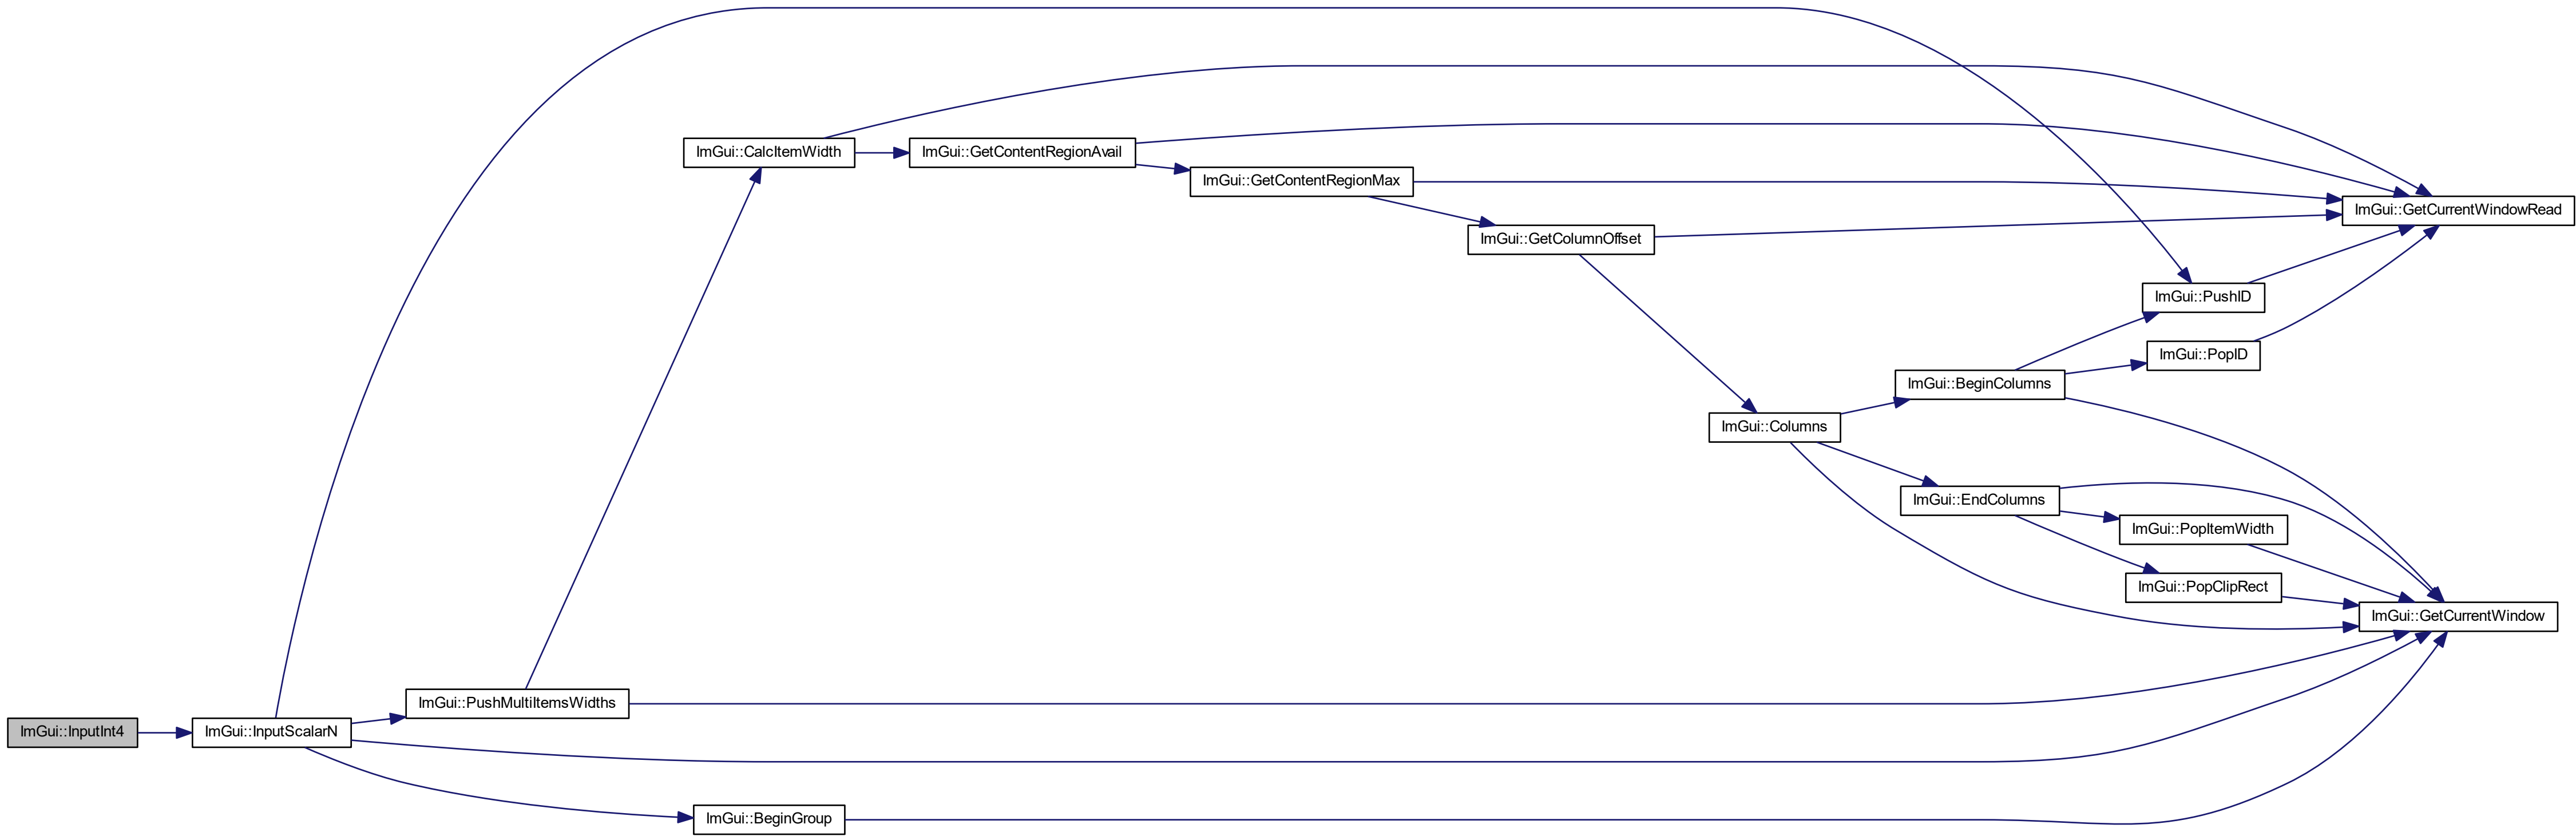 ImGui::InputInt4
ImGui::InputScalarN
ImGui::PushMultiItemsWidths
ImGui::BeginGroup
ImGui::CalcItemWidth
ImGui::GetContentRegionAvail
ImGui::GetContentRegionMax
ImGui::GetColumnOffset
ImGui::Columns
ImGui::BeginColumns
ImGui::EndColumns
ImGui::PushID
ImGui::PopID
ImGui::PopItemWidth
ImGui::PopClipRect
ImGui::GetCurrentWindowRead
ImGui::GetCurrentWindow